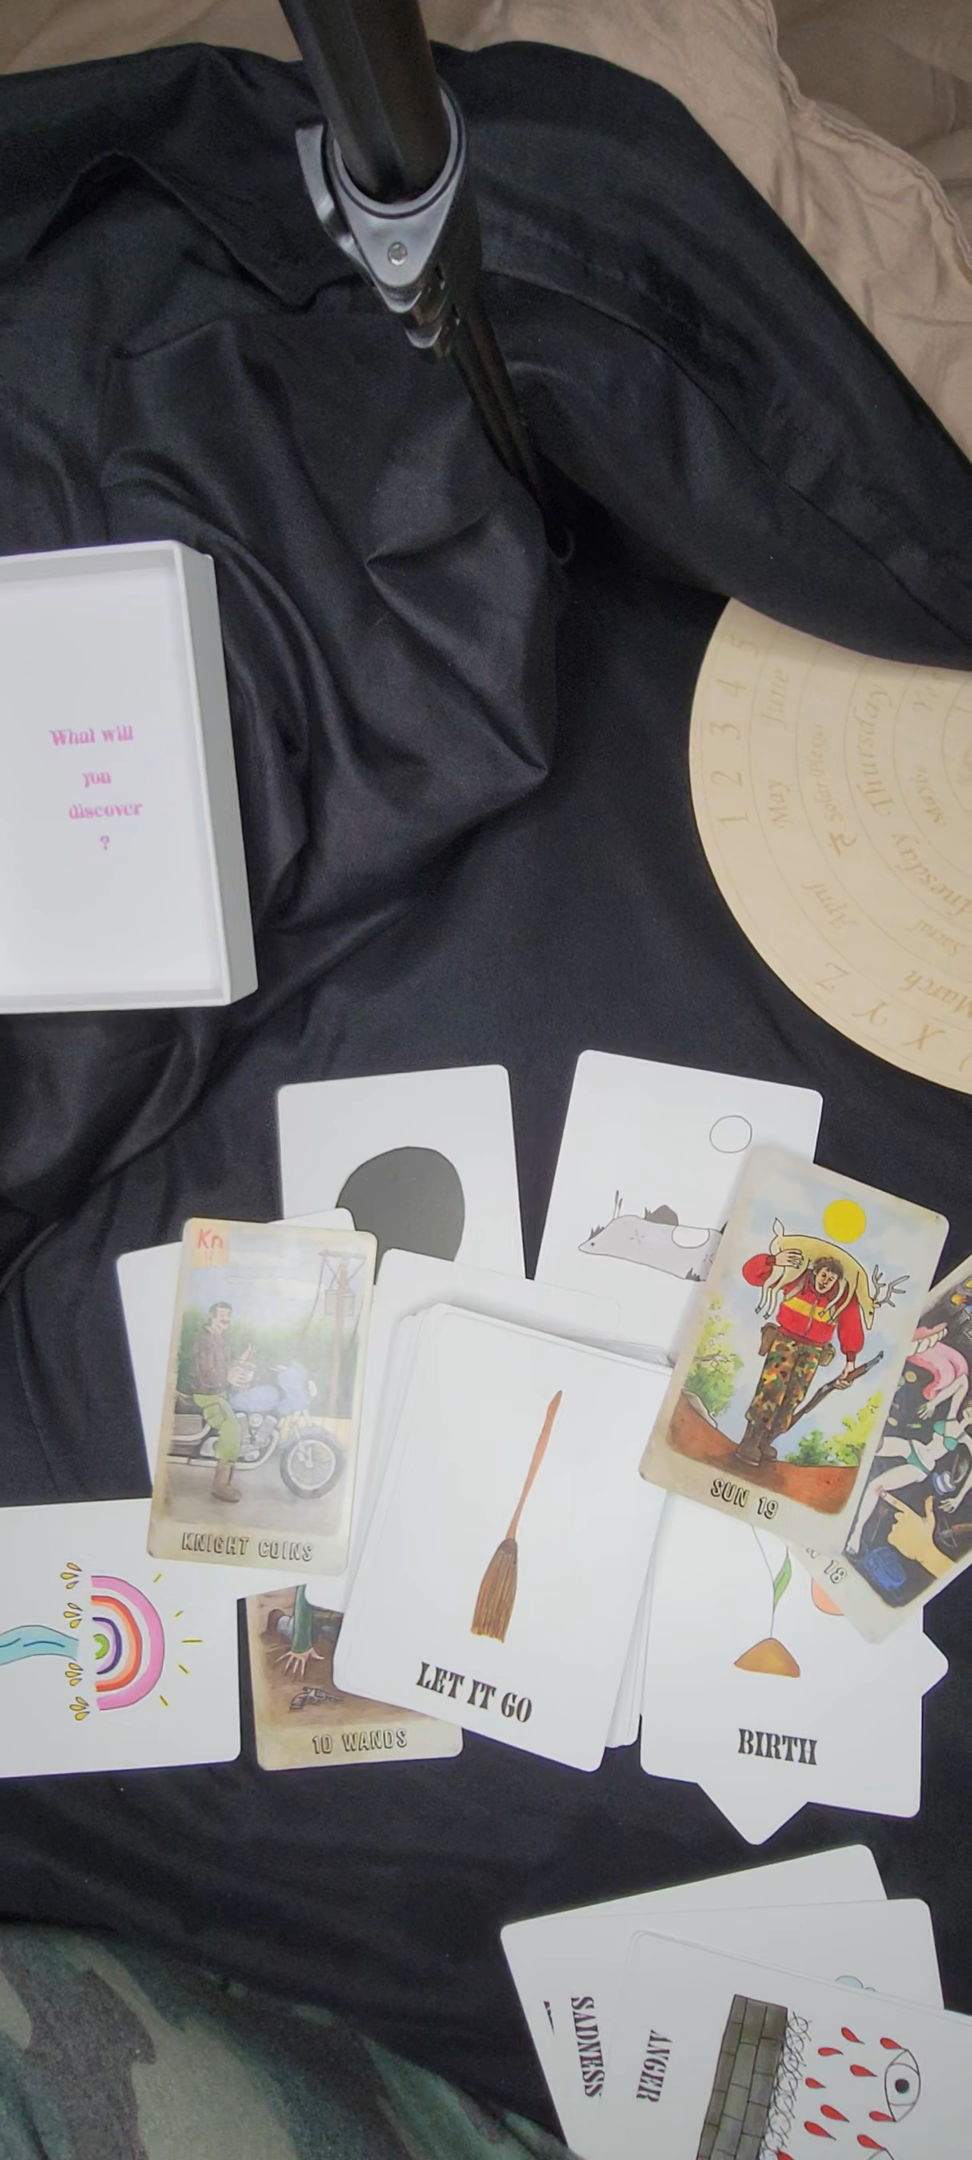 What will
you
discover
?
5
4
3
2
1
June
May
Thursday
Maybe
April
March
Z
Y
X
Kn
KNIGHT COINS
SUN 19
18
10 WANDS
LET IT GO
BIRTH
SADNESS
ANGER